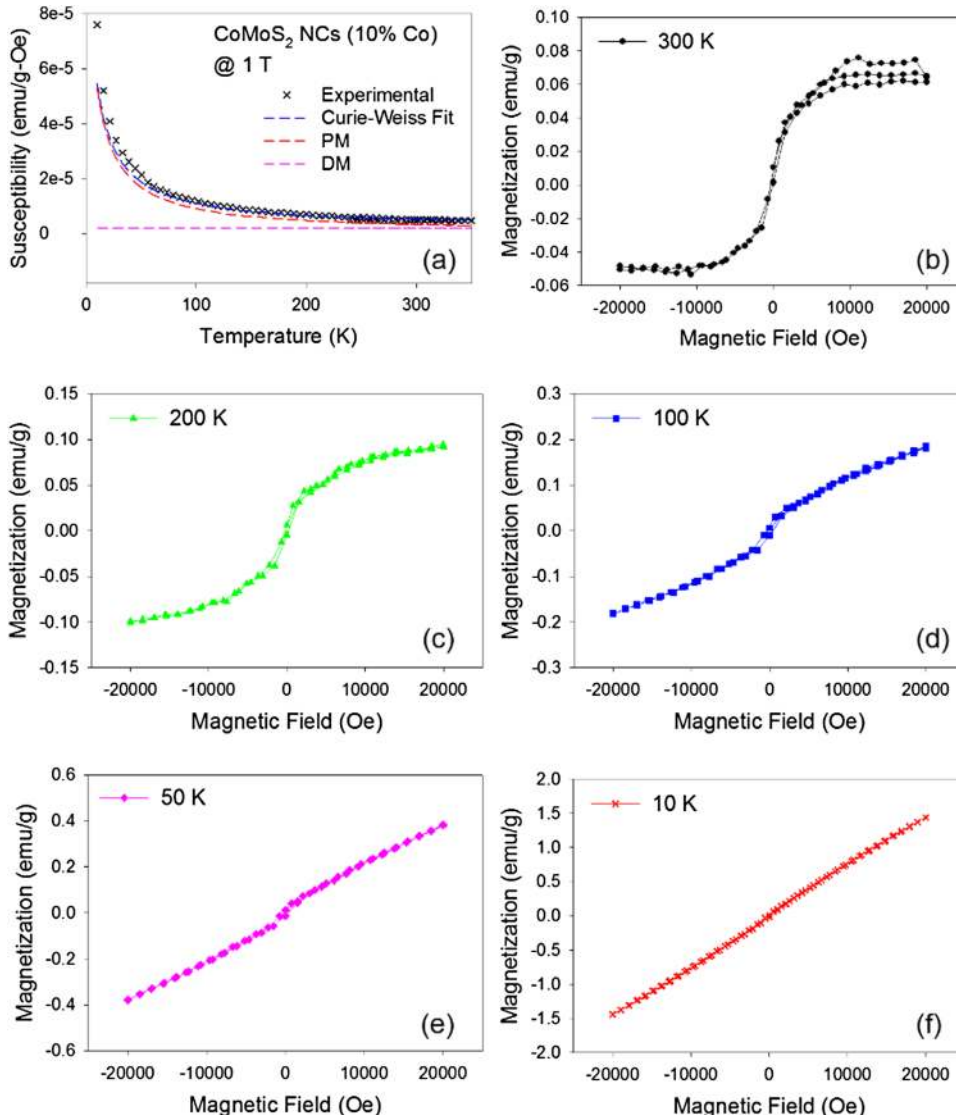 8e-5
6e-5
4e-5
2e-5
0
Susceptibility (emu/g-Oe)
CoMoS₂ NCs (10% Co)
@ 1 T
Experimental
Curie-Weiss Fit
PM
DM
(a)
0 100 200 300
Temperature (K)
0.10
0.08
0.06
0.04
0.02
0.00
-0.02
-0.04
0.06
Magnetization (emu/g)
300 K
(b)
-20000 -10000 0 10000 20000
Magnetic Field (Oe)
0.15
0.10
0.05
0.00
-0.05
-0.10
-0.15
Magnetization (emu/g)
200 K
(c)
-20000 -10000 0 10000 20000
Magnetic Field (Oe)
0.3
0.2
0.1
0.0
-0.1
-0.2
0.3
Magnetization (emu/g)
100 K
(d)
-20000 -10000 0 10000 20000
Magnetic Field (Oe)
0.6
0.4
0.2
0.0
-0.2
-0.4
0.6
Magnetization (emu/g)
50 K
(e)
-20000 -10000 0 10000 20000
Magnetic Field (Oe)
2.0
1.5
1.0
0.5
0.0
-0.5
-1.0
-1.5
2.0
Magnetization (emu/g)
10 K
(f)
-20000 -10000 0 10000 20000
Magnetic Field (Oe)